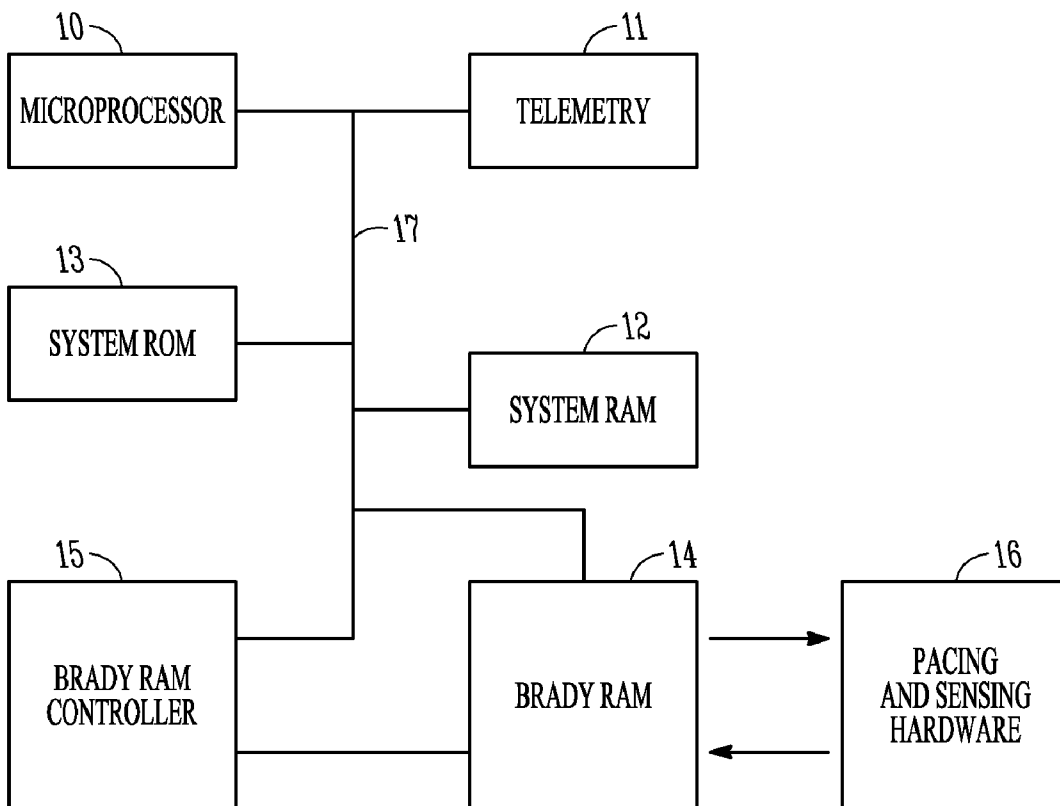 10
MICROPROCESSOR
11
TELEMETRY
17
13
SYSTEM ROM
12
SYSTEM RAM
15
BRADY RAM
CONTROLLER
14
BRADY RAM
16
PACING
AND SENSING
HARDWARE